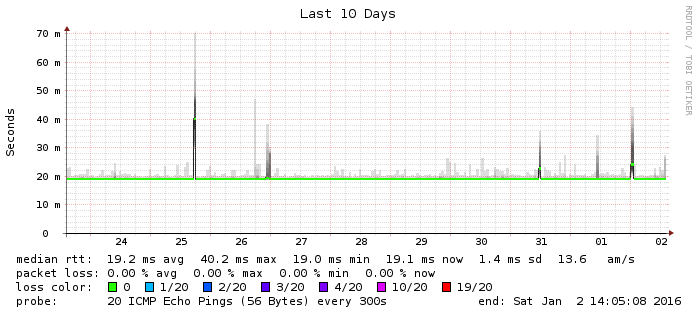 Last 10 Days
RRDTOOL / TOBI OETIKER
Seconds
70 m
60 m
50 m
40 m
30 m
20 m
10 m
0
24 25 26 27 28 29 30 31 01 02
median rtt: 19.2 ms avg 40.2 ms max 19.0 ms min 19.1 ms now 1.4 ms sd 13.6 am/s
packet loss: 0.00 % avg 0.00 % max 0.00 % min 0.00 % now
loss color: 0 1/20 2/20 3/20 4/20 10/20 19/20
probe: 20 ICMP Echo Pings (56 Bytes) every 300s end: Sat Jan 2 14:05:08 2016